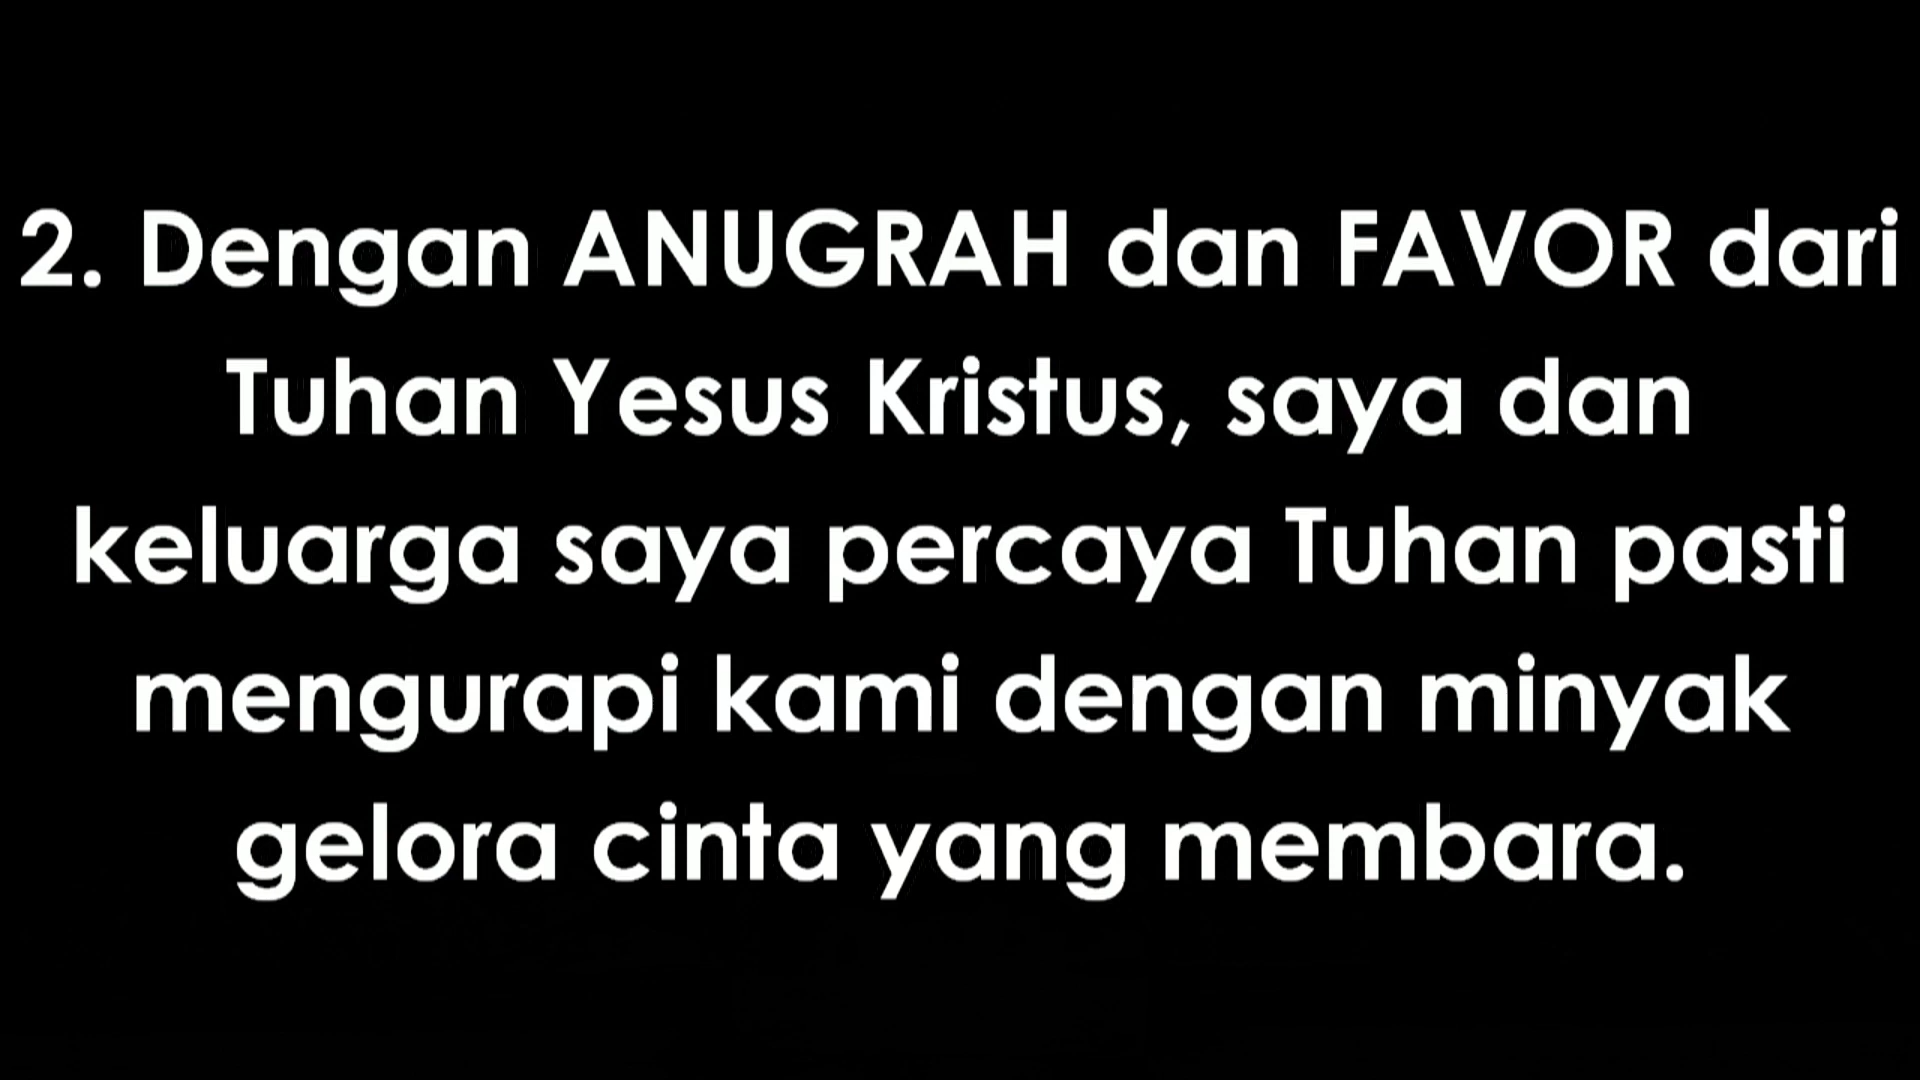 2. Dengan ANUGRAH dan FAVOR dari
Tuhan Yesus Kristus, saya dan
keluarga saya percaya Tuhan pasti
mengurapi kami dengan minyak
gelora cinta yang membara.